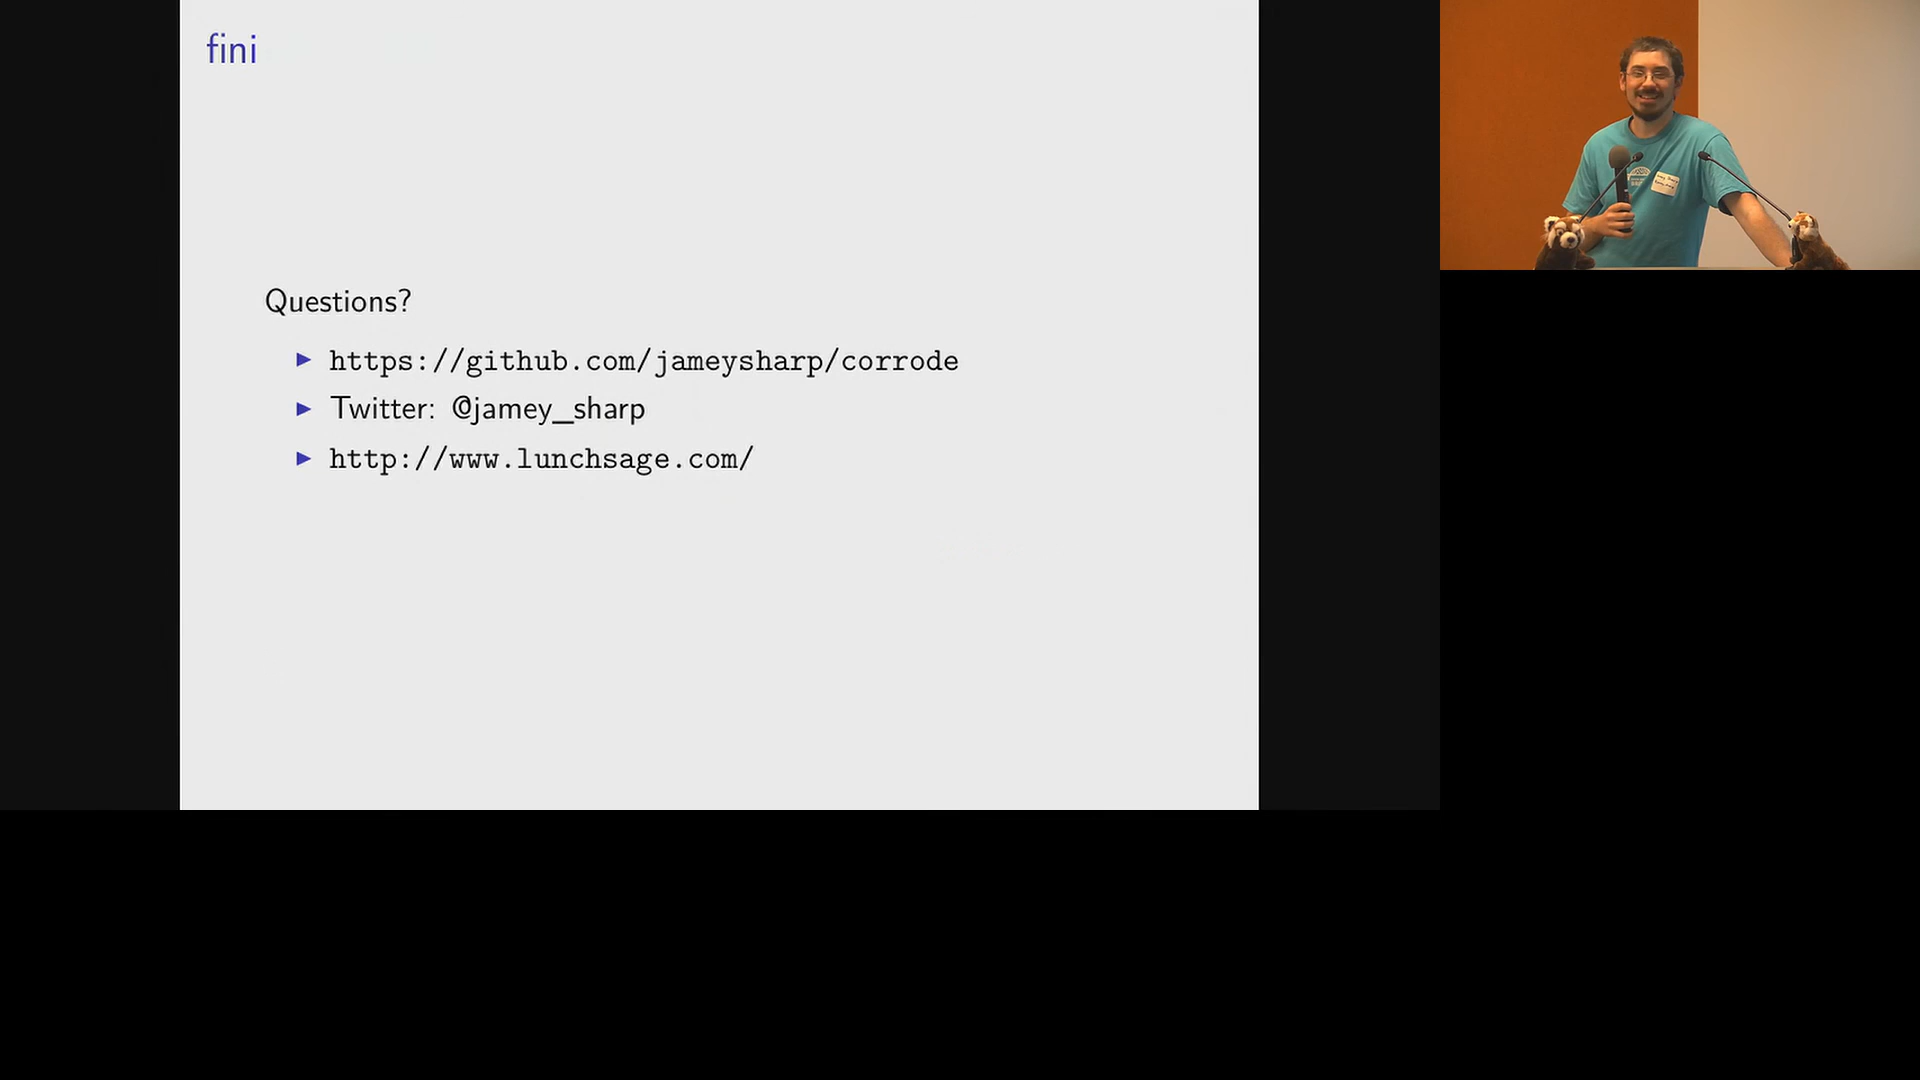 fini
Questions?
https://github.com/jameysharp/corrode
Twitter: @jamey_sharp
http://www.lunchsage.com/